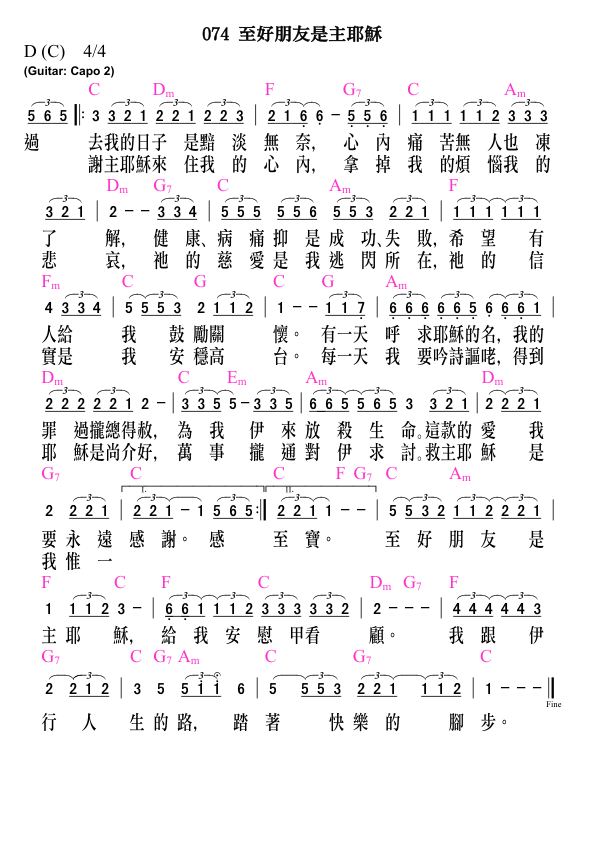 074 至好朋友是主耶穌
D (C) 4/4
(Guitar: Capo 2)
C Dm F G7 C Am
5 6 5 ‖: 3 3 2 1 2 2 1 2 2 3 | 2 1 6 6 - 5 5 6 | 1 1 1 1 1 2 3 3 3
過 去我的日子 是黯 淡 無 奈, 心 內 痛 苦無 人也 凍
謝主耶穌來 住我 的 心 內, 拿 掉 我 的 煩 惱我 的
Dm G7 C Am F
3 2 1 | 2 - - 3 3 4 | 5 5 5 5 5 6 5 5 3 2 2 1 | 1 1 1 1 1 1
了 解, 健 康、病 痛 抑 是 成 功、失 敗, 希 望 有
悲 哀, 祂 的 慈 愛 是 我 逃 閃 所 在, 祂 的 信
Fm C G C G Am
4 3 3 4 | 5 5 5 3 2 1 1 2 | 1 - - 1 1 7 | 6 6 6 6 6 5 6 6 6 1 |
人給 我 鼓 勵關 懷。 有一天 呼 求耶穌的 名, 我的
實是 我 安 穩高 台。 每一天 我 要吟詩謳咾, 得到
Dm C Em Am Dm
2 2 2 2 2 1 2 - | 3 3 5 5 - 3 3 5 | 6 6 5 5 6 5 3 3 2 1 | 2 2 2 2 2 1
罪 過攏總得赦, 為 我 伊 來 放 殺 生 命。這款的 愛 我
耶 穌是尚介好, 萬 事 攏 通 對 伊 求 討。救主耶 穌 是
G7 C C F G7 C Am
2 2 2 1 | 1. 2 2 1 - 1 5 6 5 :‖ 2. 2 2 1 1 - - | 5 5 3 2 1 1 2 2 2 1 |
要 永 遠 感 謝。 感 至 寶。 至 好 朋 友 是
我 惟 一
F C F C Dm G7 F
1 1 1 2 3 - | 6 6 1 1 1 2 3 3 3 3 3 2 | 2 - - - | 4 4 4 4 4 3
主 耶 穌, 給 我 安 慰 甲看 顧。 我 跟 伊
G7 C G7 Am C G7 C
2 2 1 2 | 3 5 5 1 1 6 | 5 5 5 3 2 2 1 1 1 2 | 1 - - - ‖
行 人 生 的 路, 踏 著 快 樂 的 腳 步。
Fine